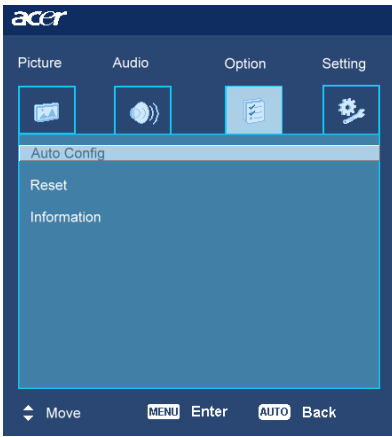 acer
Picture Audio Option Setting
Auto Config
Reset
Information
Move MENU Enter AUTO Back